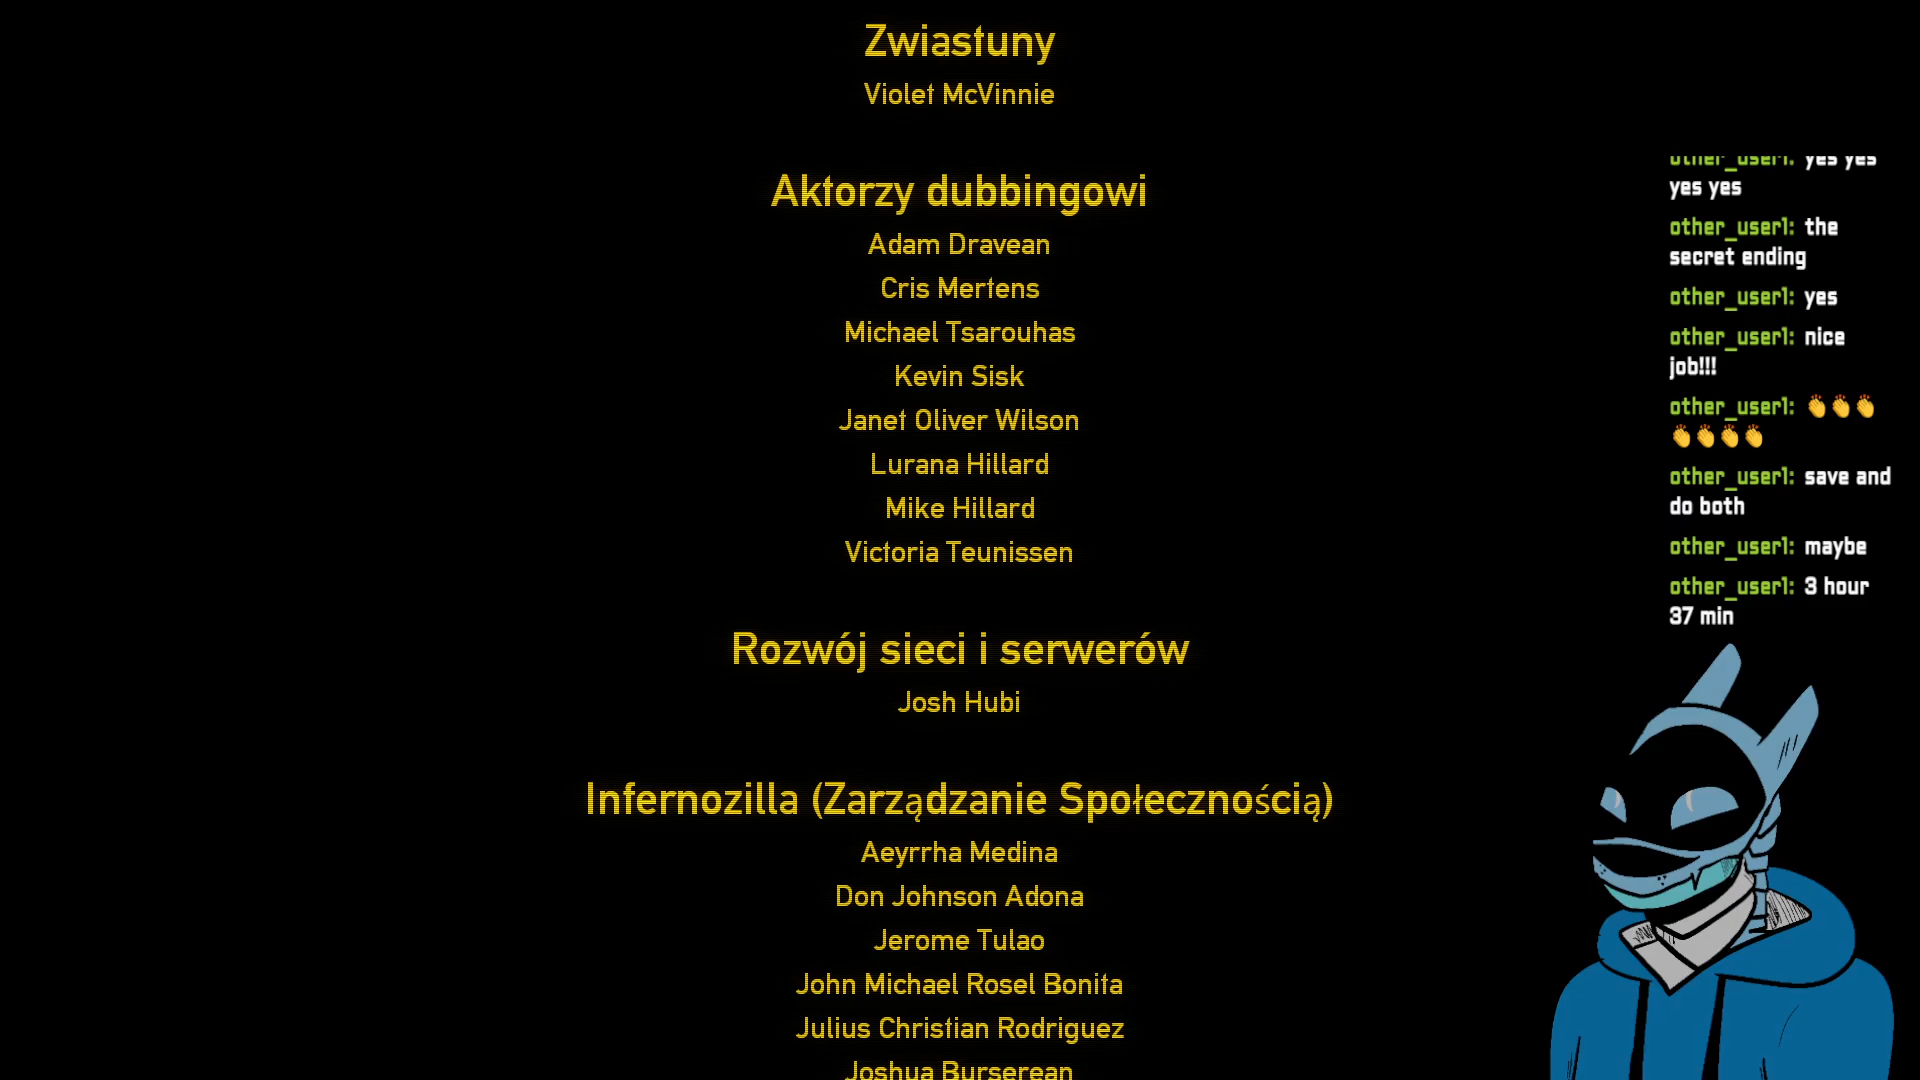 Zwiastuny
Violet McVinnie
Aktorzy dubbingowi
Adam Dravean
Cris Mertens
Michael Tsarouhas
Kevin Sisk
Janet Oliver Wilson
Lurana Hillard
Mike Hillard
Victoria Teunissen
Rozwój sieci i serwerów
Josh Hubi
Infernozilla (Zarządzanie Społecznością)
Aeyrrha Medina
Don Johnson Adona
Jerome Tulao
John Michael Rosel Bonita
Julius Christian Rodriguez
Joshua Burserean
other_user1: yes yes
yes yes
other_user1: the
secret ending
other_user1: yes
other_user1: nice
job!!!
other_user1: 👏👏👏
👏👏👏👏
other_user1: save and
do both
other_user1: maybe
other_user1: 3 hour
37 min